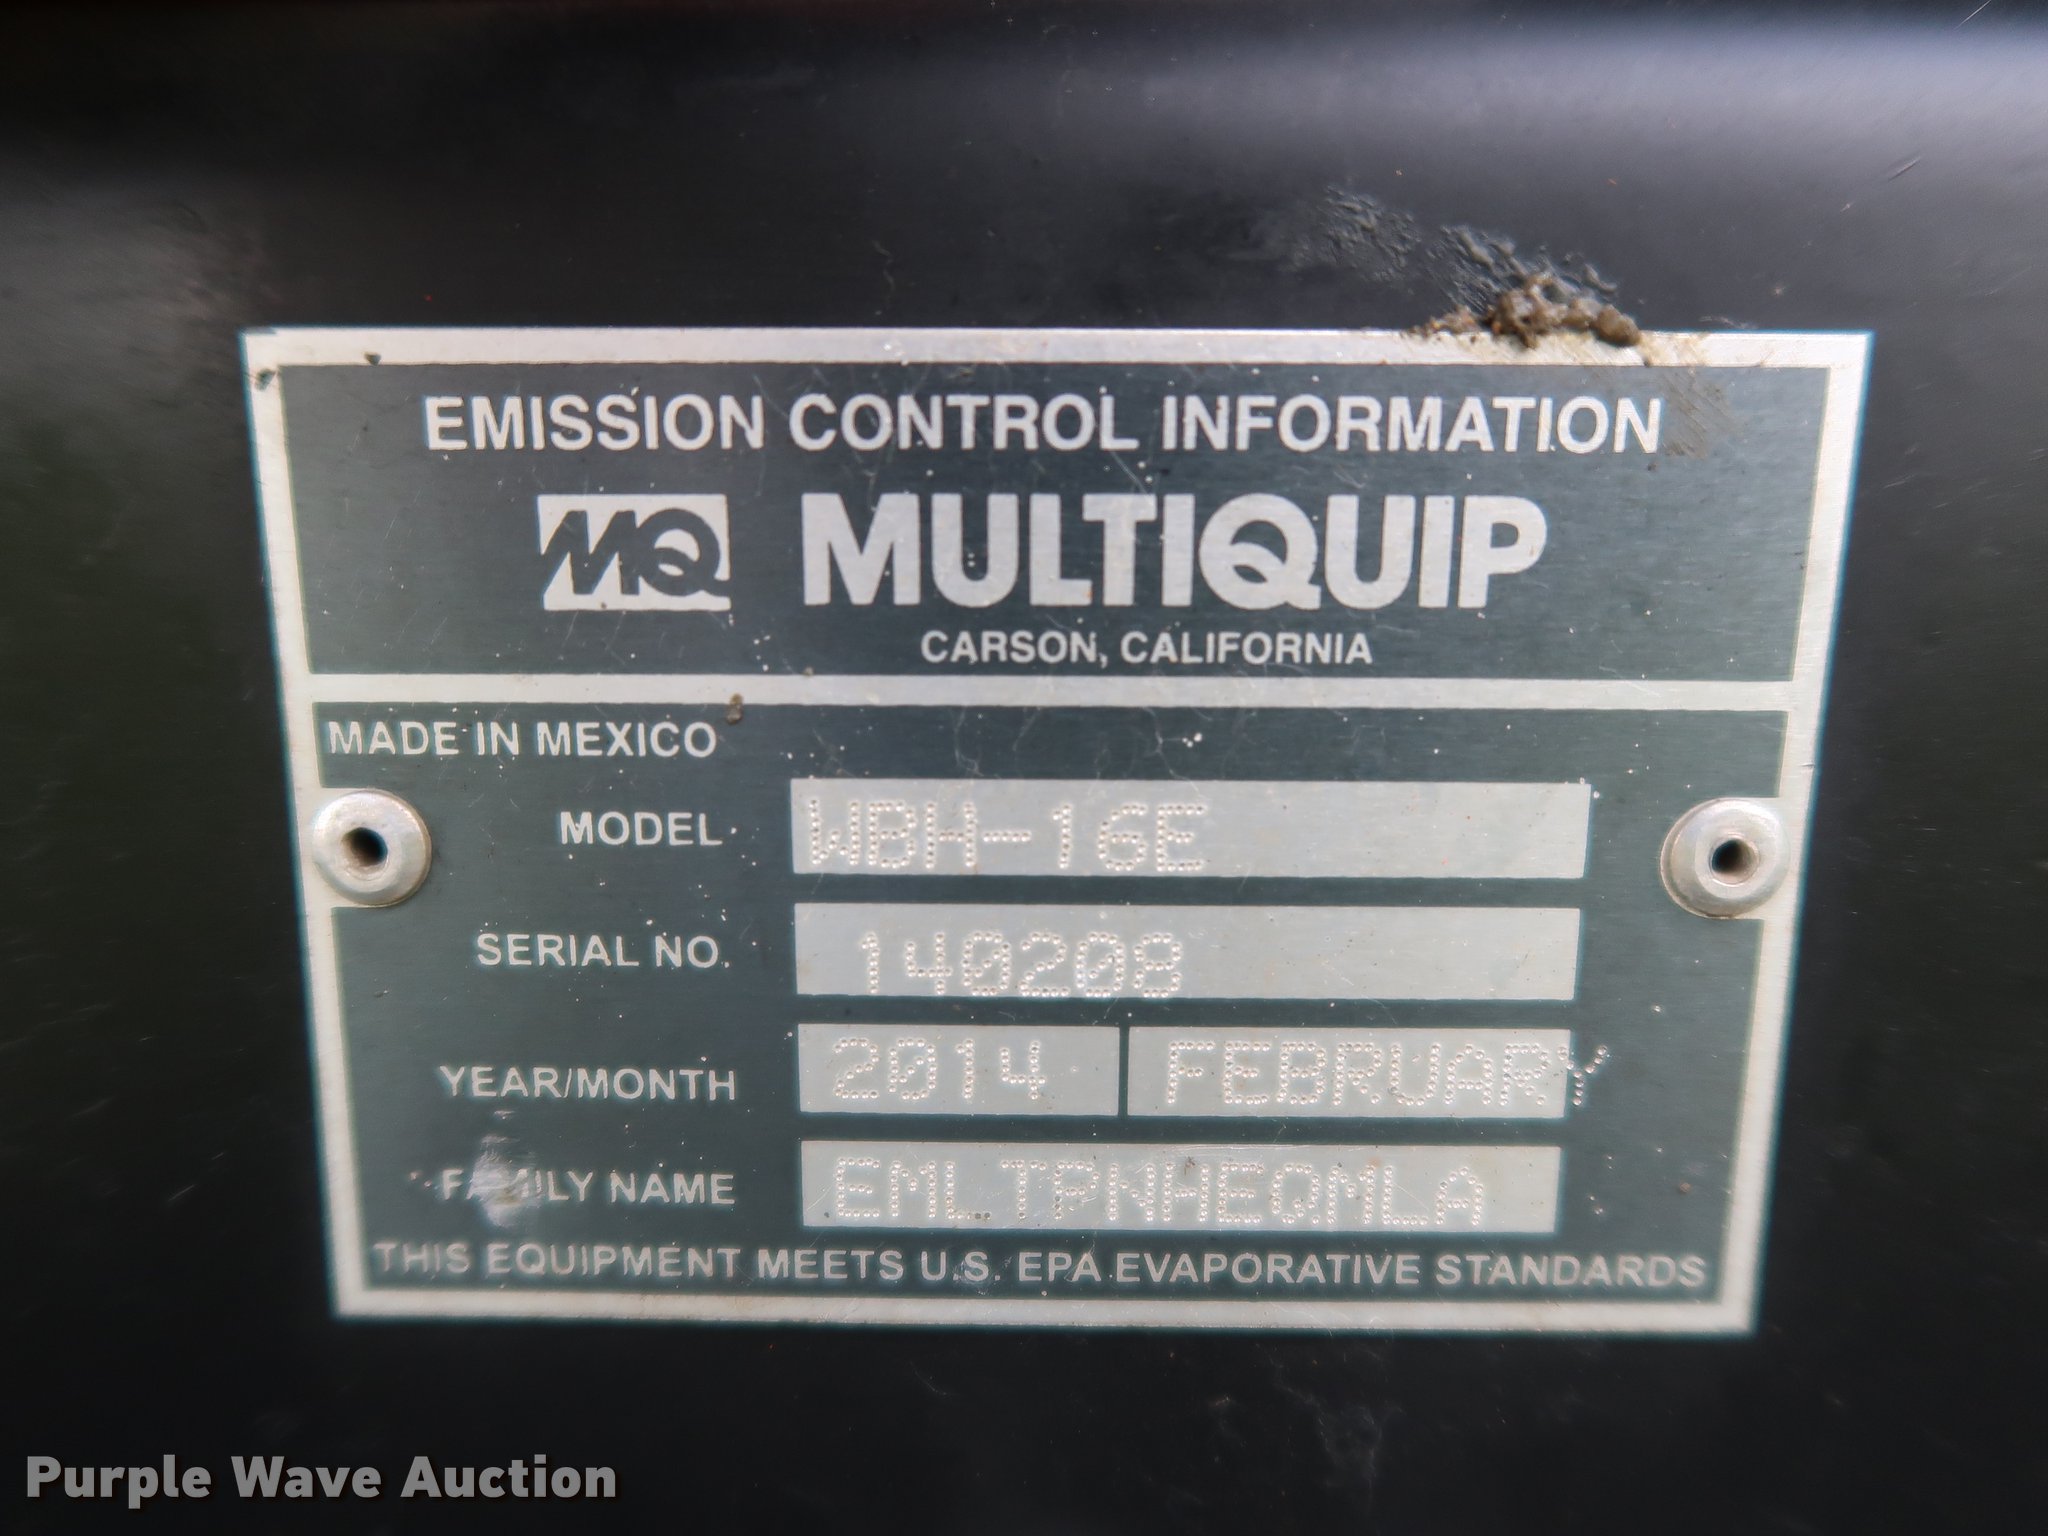 EMISSION CONTROL INFORMATION
MQ MULTIQUIP
CARSON, CALIFORNIA
MADE IN MEXICO
MODEL WBH-16E
SERIAL NO. 140208
YEAR/MONTH 2014 FEBRUARY
FAMILY NAME EMLTPNHEQMLA
THIS EQUIPMENT MEETS U.S. EPA EVAPORATIVE STANDARDS
Purple Wave Auction